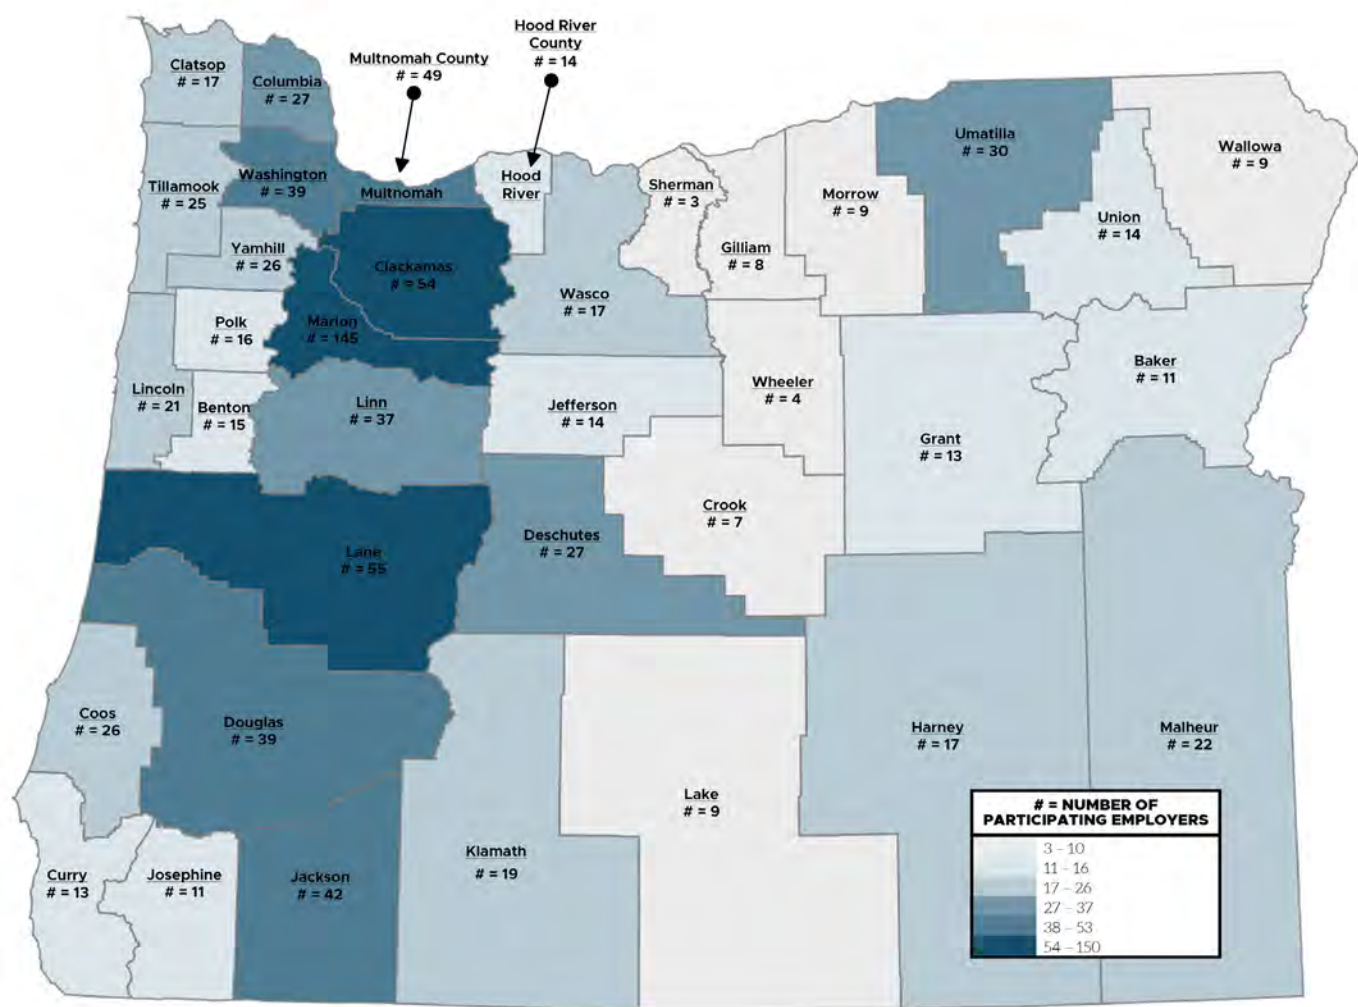 Hood River
County
# = 14
Multnomah County
# = 49
Clatsop
# = 17
Columbia
# = 27
Umatilla
# = 30
Wallowa
# = 9
Washington
# = 39
Tillamook
# = 25
Multnomah
Hood
River
Sherman
# = 3
Morrow
# = 9
Union
# = 14
Yamhill
# = 26
Gilliam
# = 8
Clackamas
# = 54
Wasco
# = 17
Polk
# = 16
Marion
# = 145
Baker
# = 11
Lincoln
# = 21
Benton
# = 15
Linn
# = 37
Jefferson
# = 14
Wheeler
# = 4
Grant
# = 13
Crook
# = 7
Deschutes
# = 27
Lane
# = 55
Coos
# = 26
Douglas
# = 39
Harney
# = 17
Malheur
# = 22
Lake
# = 9
Klamath
# = 19
Curry
# = 13
Josephine
# = 11
Jackson
# = 42
# = NUMBER OF
PARTICIPATING EMPLOYERS
3 – 10
11 – 16
17 – 26
27 – 37
38 – 53
54 – 150